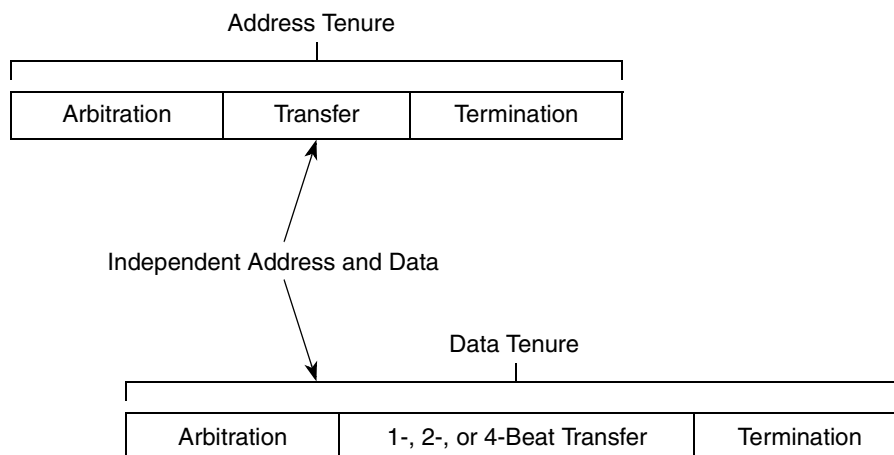 Address Tenure
Arbitration Transfer Termination
Independent Address and Data
Data Tenure
Arbitration 1-, 2-, or 4-Beat Transfer Termination